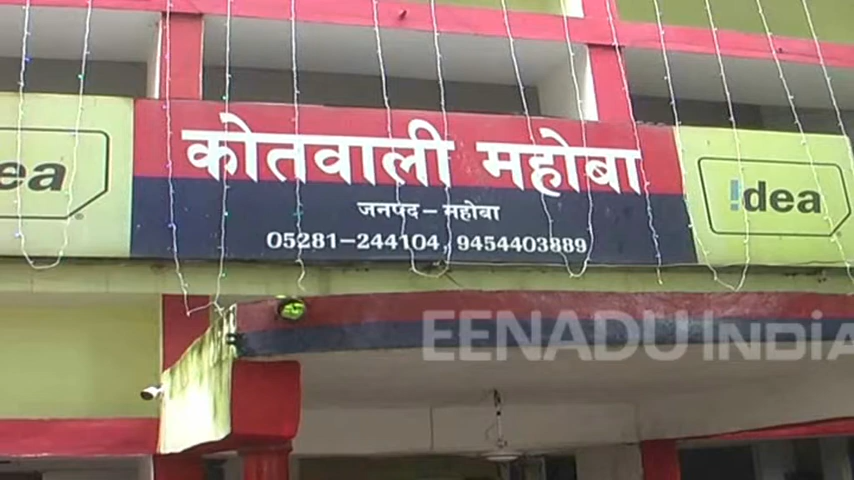 कोतवाली महोबा
जनपद - महोबा
05281-244104, 9454403889
ea
!dea
EENADU INDIA